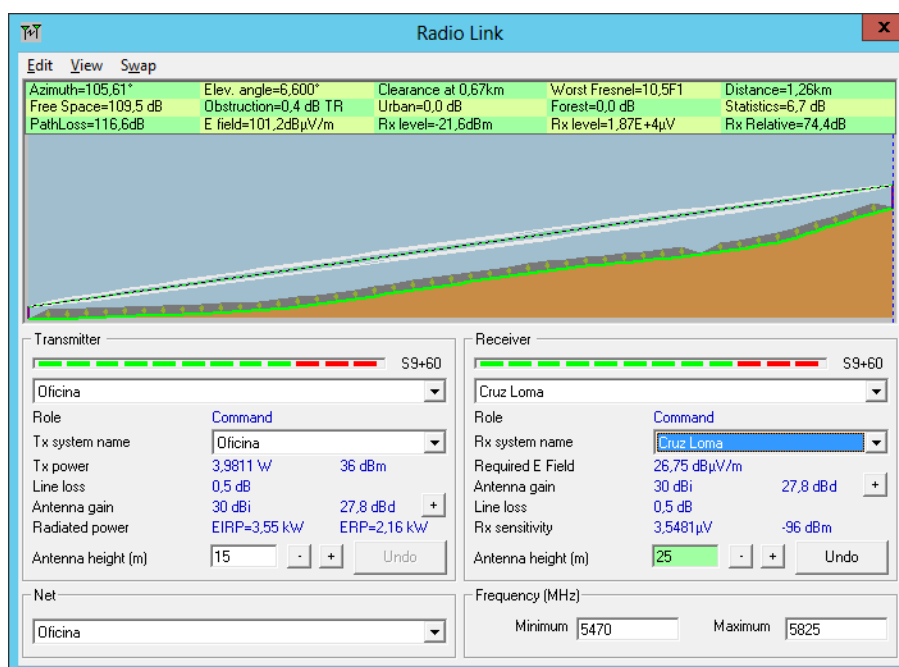 Radio Link
x
Edit View Swap
Azimuth=105,61° Elev. angle=6,600° Clearance at 0,67km Worst Fresnel=10,5F1 Distance=1,26km
Free Space=109,5 dB Obstruction=0,4 dB TR Urban=0,0 dB Forest=0,0 dB Statistics=6,7 dB
PathLoss=116,6dB E field=101,2dBμV/m Rx level=-21,6dBm Rx level=1,87E+4μV Rx Relative=74,4dB
Transmitter
S9+60
Oficina
Role Command
Tx system name Oficina
Tx power 3,9811 W 36 dBm
Line loss 0,5 dB
Antenna gain 30 dBi 27,8 dBd +
Radiated power EIRP=3,55 kW ERP=2,16 kW
Antenna height (m) 15 - + Undo
Net
Oficina
Receiver
S9+60
Cruz Loma
Role Command
Rx system name Cruz Loma
Required E Field 26,75 dBμV/m
Antenna gain 30 dBi 27,8 dBd +
Line loss 0,5 dB
Rx sensitivity 3,5481μV -96 dBm
Antenna height (m) 25 - + Undo
Frequency (MHz)
Minimum 5470 Maximum 5825